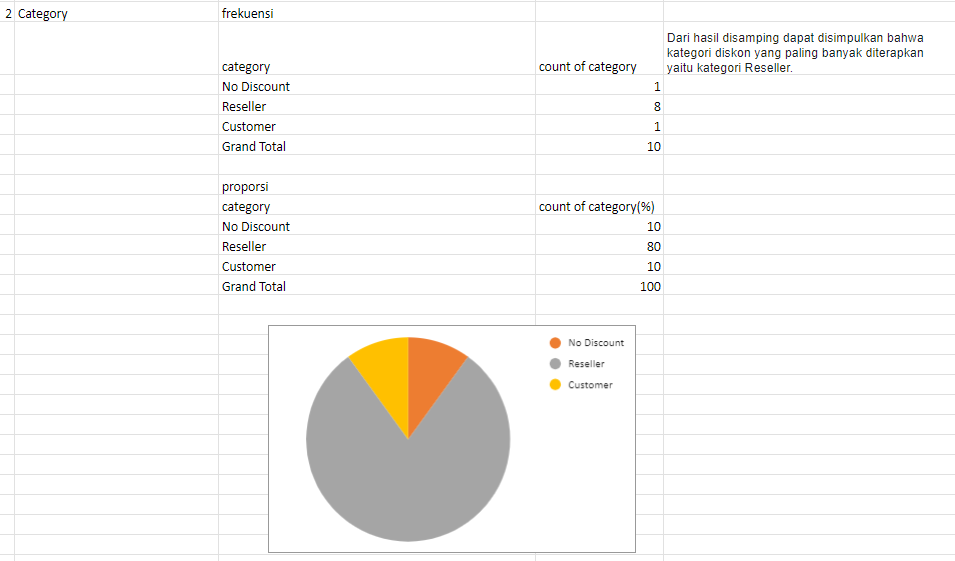 2 Category frekuensi
Dari hasil disamping dapat disimpulkan bahwa
kategori diskon yang paling banyak diterapkan
yaitu kategori Reseller.
category count of category
No Discount 1
Reseller 8
Customer 1
Grand Total 10
proporsi
category count of category(%)
No Discount 10
Reseller 80
Customer 10
Grand Total 100
No Discount
Reseller
Customer